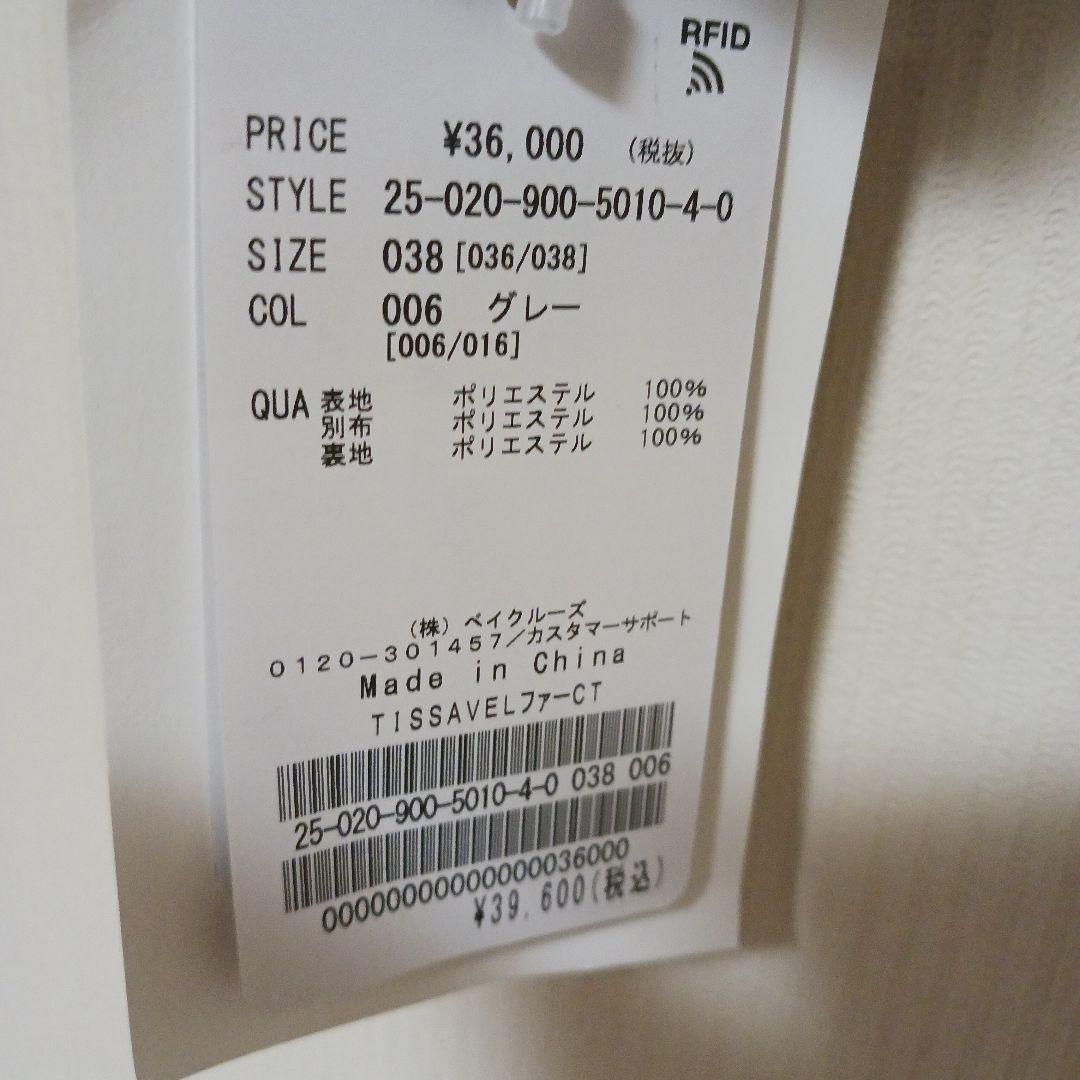 RFID
PRICE ¥36,000 (税抜)
STYLE 25-020-900-5010-4-0
SIZE 038 [036/038]
COL 006 グレー
[006/016]
QUA 表地 ポリエステル 100%
別布 ポリエステル 100%
裏地 ポリエステル 100%
(株) ベイクルーズ
0120-301457/カスタマーサポート
Made in China
TISSAVELファーCT
25-020-900-5010-4-0 038 006
00000000000000036000
¥39,600(税込)